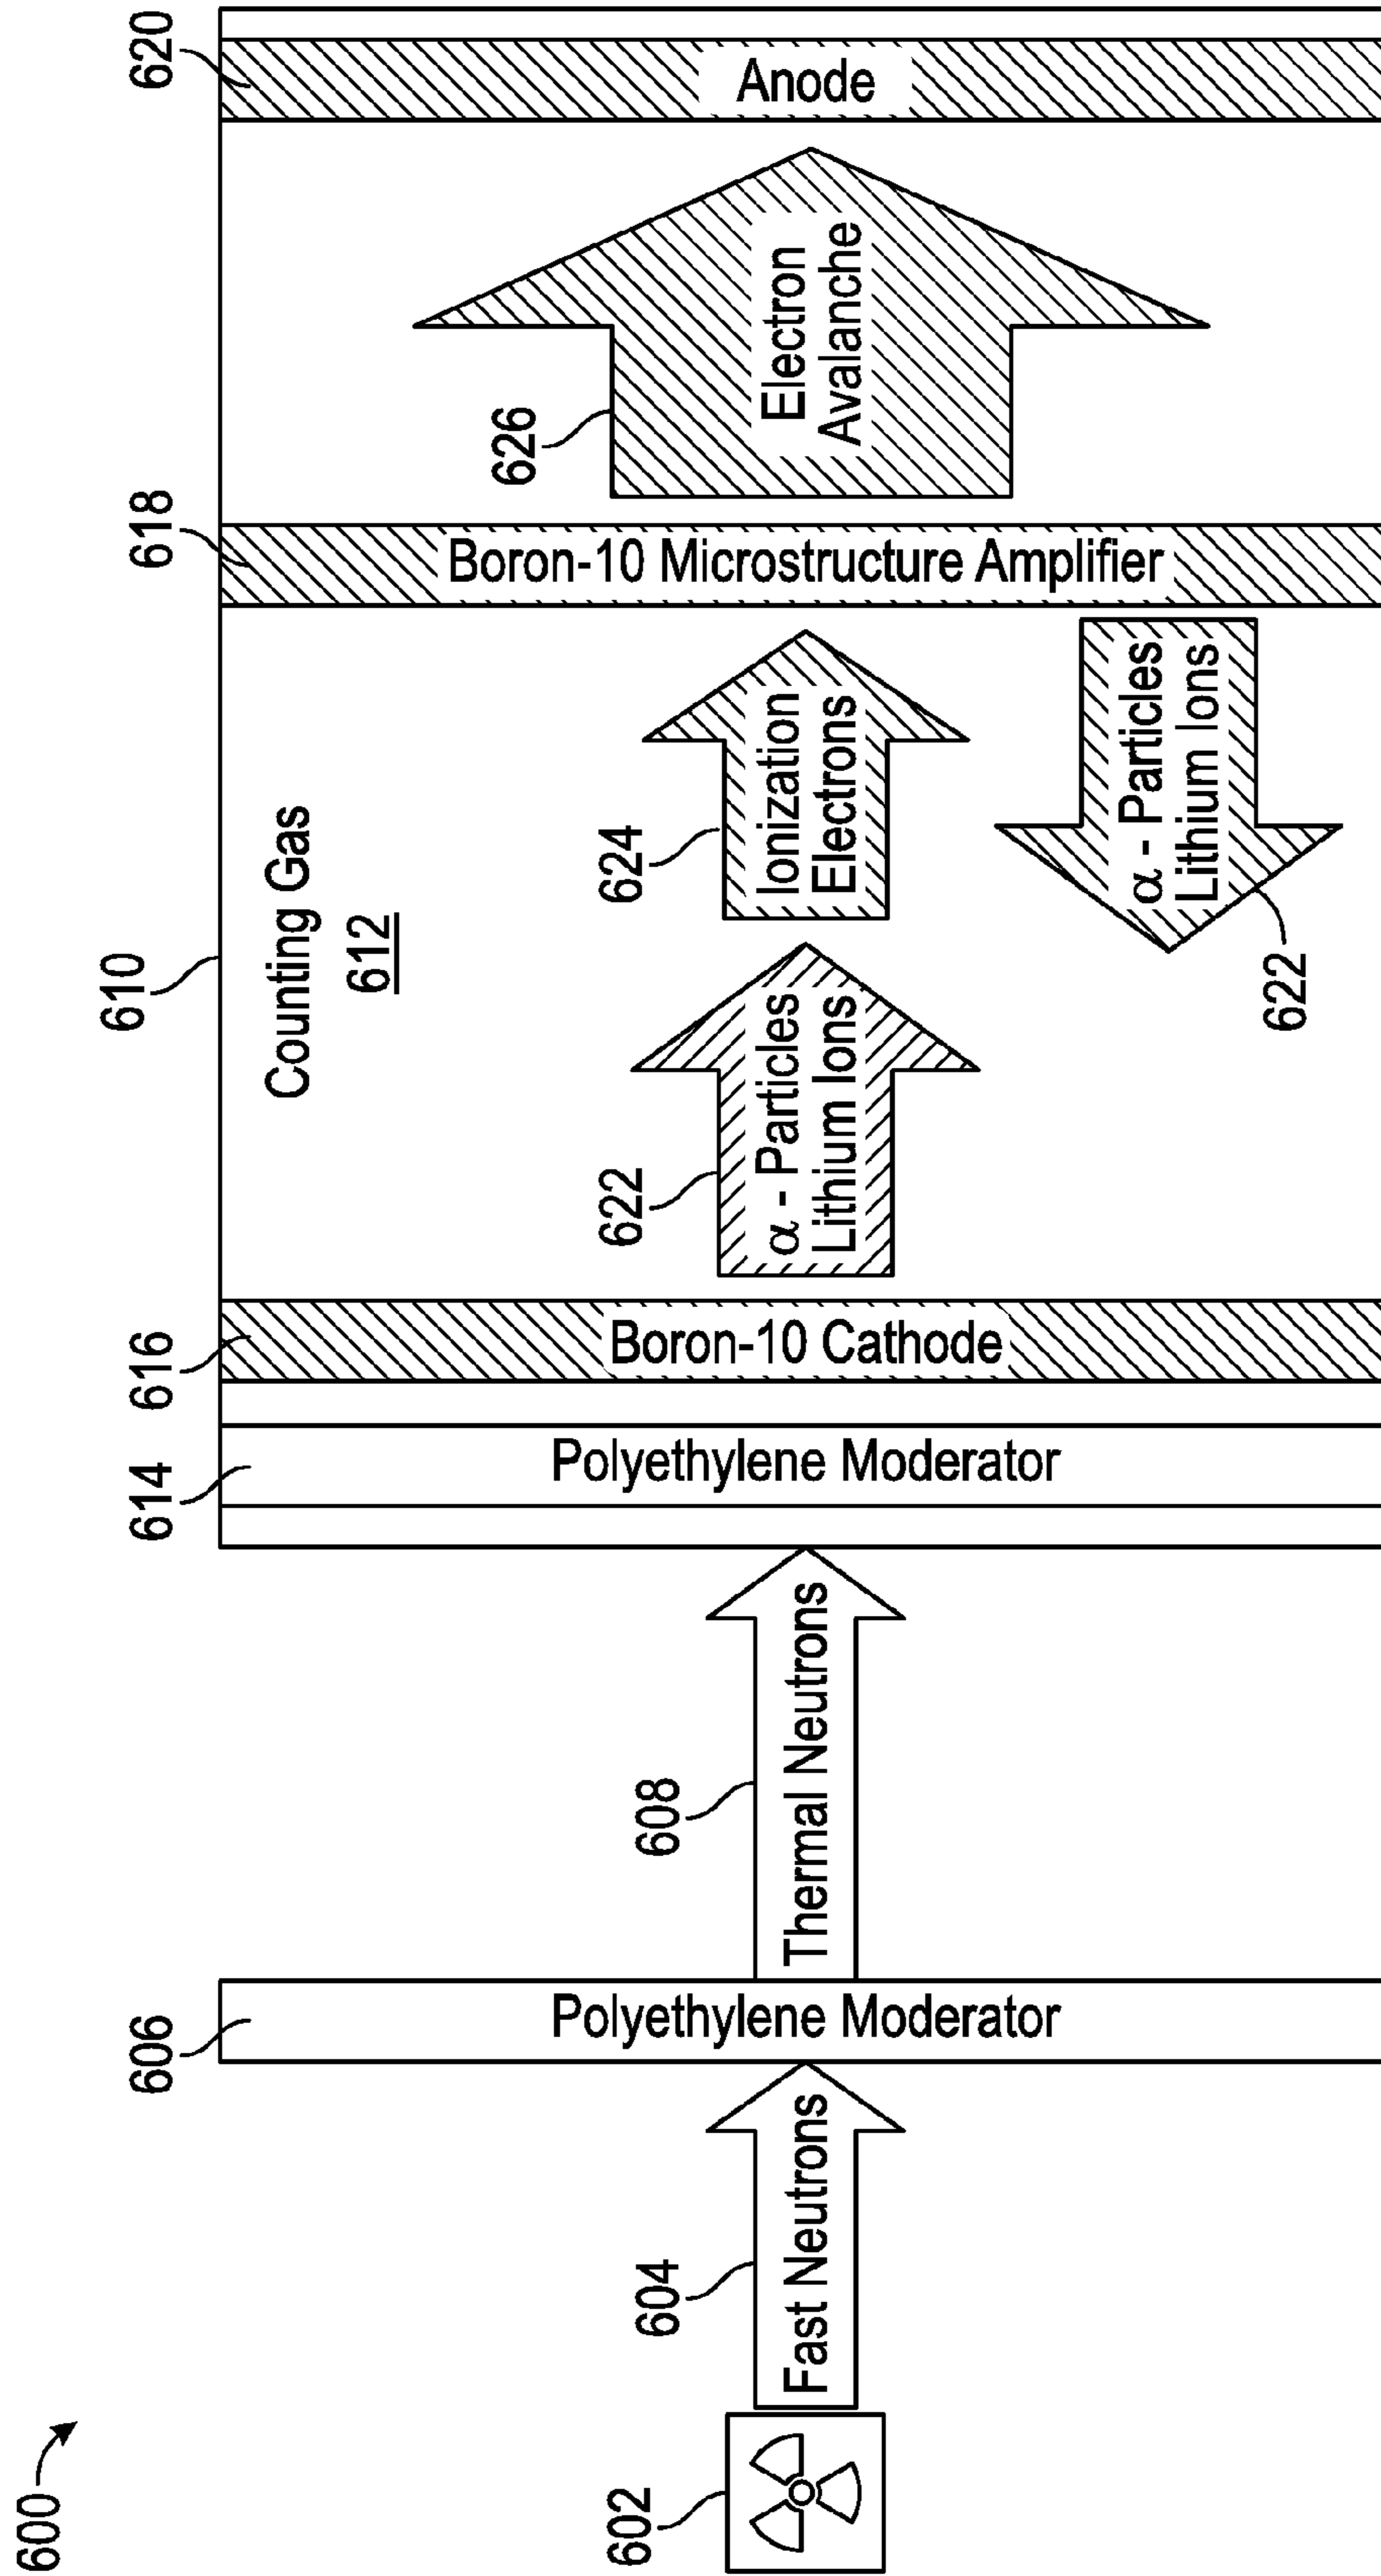 600
602
604
Fast Neutrons
606
Polyethylene Moderator
608
Thermal Neutrons
610
Counting Gas
612
614
Polyethylene Moderator
616
Boron-10 Cathode
622
α - Particles
Lithium Ions
624
Ionization
Electrons
α - Particles
Lithium Ions
622
618
Boron-10 Microstructure Amplifier
626
Electron
Avalanche
620
Anode